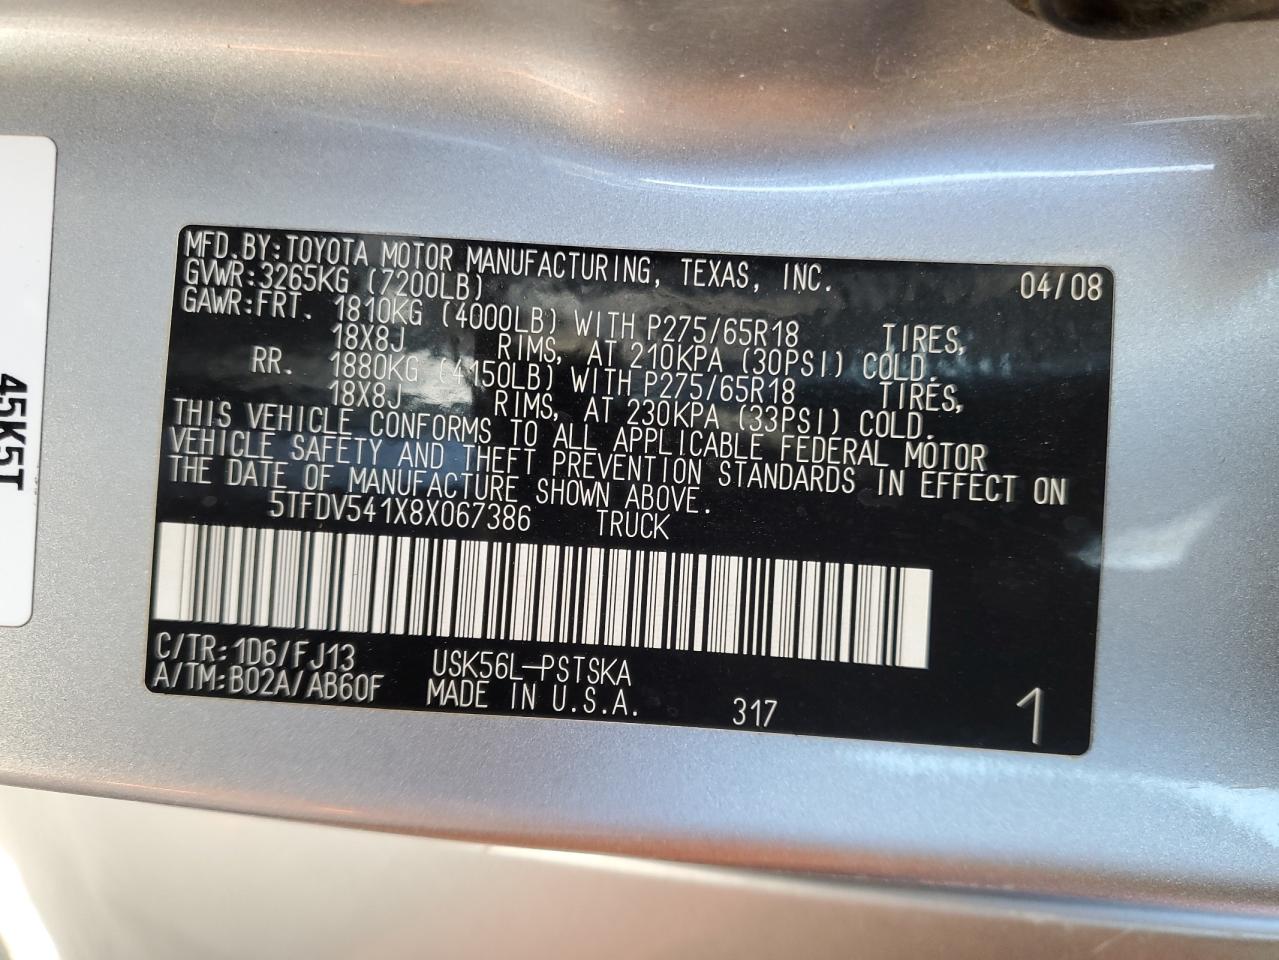 MFD.BY:TOYOTA MOTOR MANUFACTURING, TEXAS, INC. 04/08
GVWR:3265KG (7200LB)
GAWR:FRT. 1810KG (4000LB) WITH P275/65R18 TIRES,
18X8J RIMS, AT 210KPA (30PSI) COLD.
RR. 1880KG (4150LB) WITH P275/65R18 TIRES,
18X8J RIMS, AT 230KPA (33PSI) COLD.
THIS VEHICLE CONFORMS TO ALL APPLICABLE FEDERAL MOTOR
VEHICLE SAFETY AND THEFT PREVENTION STANDARDS IN EFFECT ON
THE DATE OF MANUFACTURE SHOWN ABOVE.
5TFDV541X8X067386 TRUCK
C/TR:1D6/FJ13 USK56L-PSTSKA
A/TM:B02A/AB60F MADE IN U.S.A. 317 1
45K5T